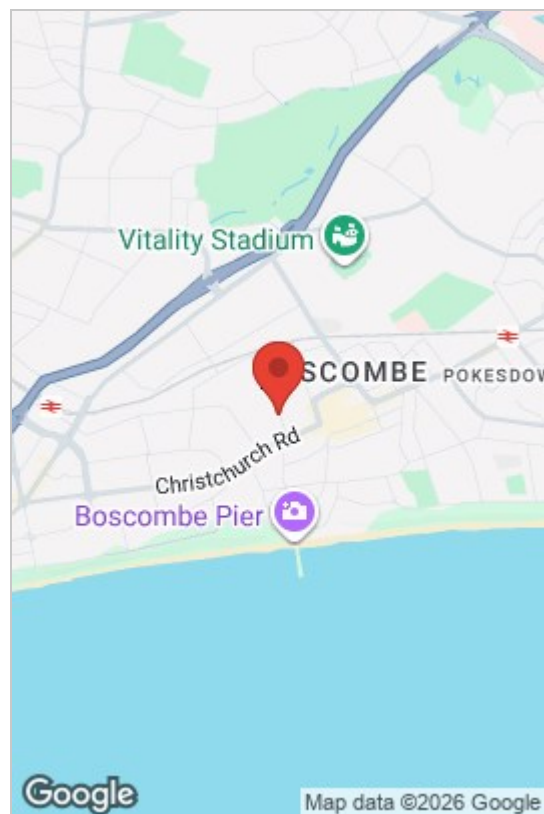 Vitality Stadium
SCOMBE
POKESDOW
Christchurch Rd
Boscombe Pier
Google
Map data ©2026 Google